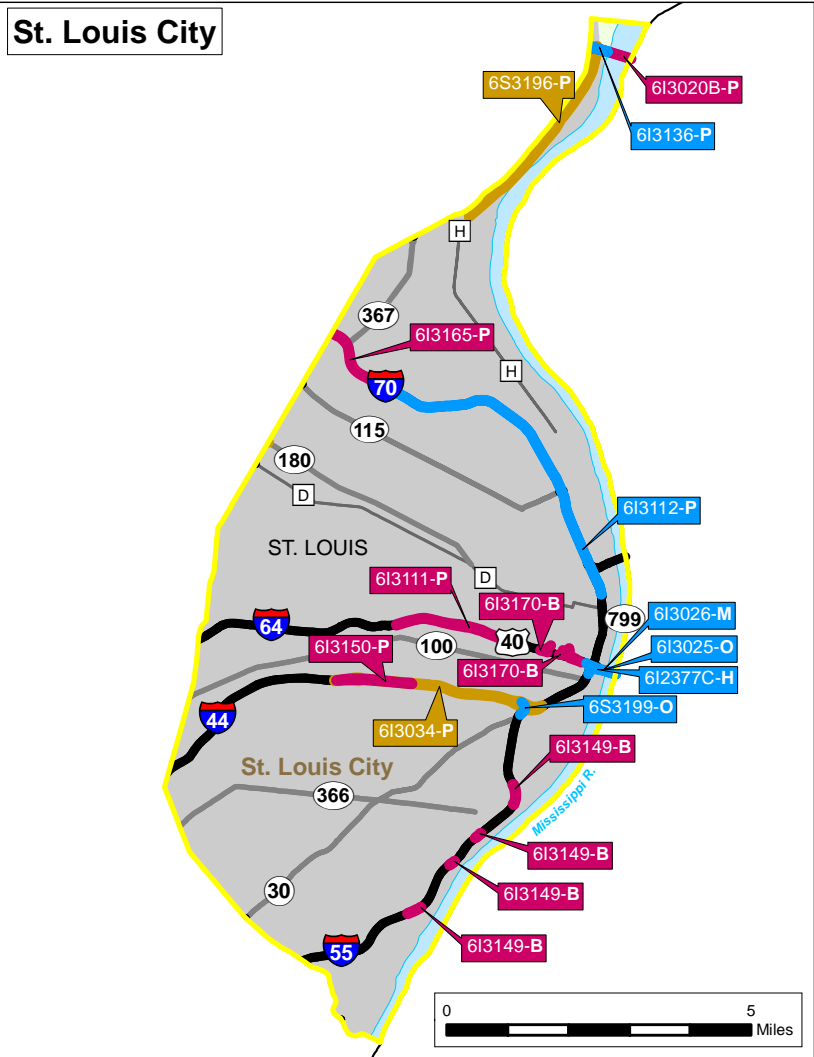 St. Louis City
6S3196-P
6I3020B-P
6I3136-P
H
367
6I3165-P
H
70
115
180
D
6I3112-P
ST. LOUIS
6I3111-P
D
6I3170-B
6I3026-M
64
799
40
100
6I3150-P
6I3025-O
6I3170-B
6I2377C-H
44
6S3199-O
6I3034-P
6I3149-B
St. Louis City
366
Mississippi R.
6I3149-B
30
6I3149-B
55
6I3149-B
0 5
Miles